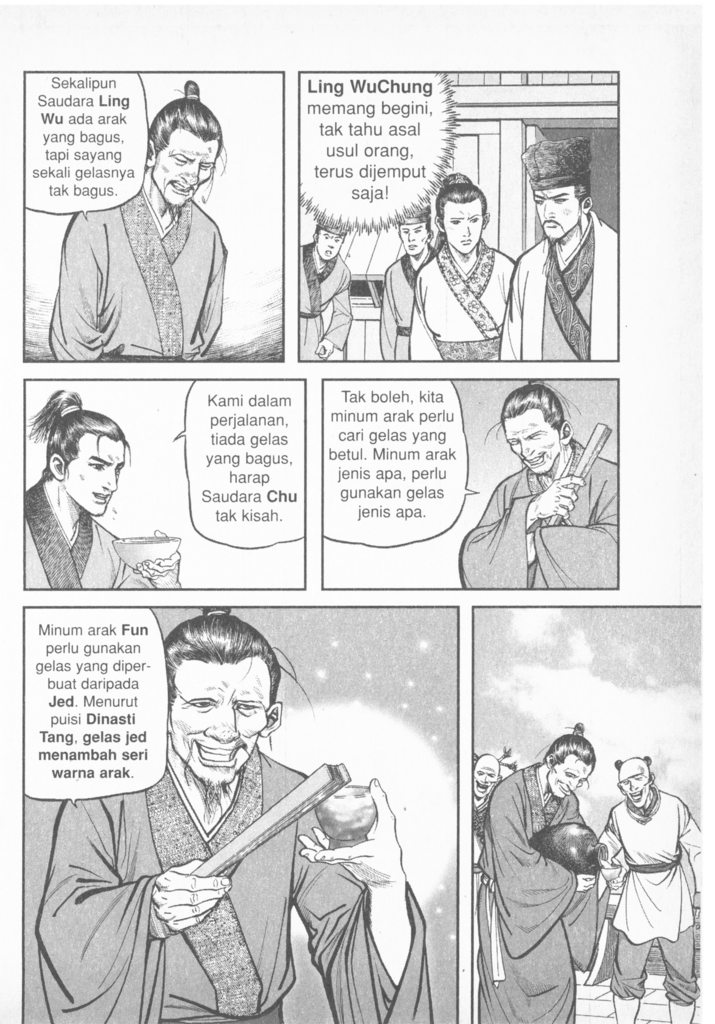 Sekalipun
Saudara Ling
Wu ada arak
yang bagus,
tapi sayang
sekali gelasnya
tak bagus.
Ling WuChung
memang begini,
tak tahu asal
usul orang,
terus dijemput
saja!
Kami dalam
perjalanan,
tiada gelas
yang bagus,
harap
Saudara Chu
tak kisah.
Tak boleh, kita
minum arak perlu
cari gelas yang
betul. Minum arak
jenis apa, perlu
gunakan gelas
jenis apa.
Minum arak Fun
perlu gunakan
gelas yang diper-
buat daripada
Jed. Menurut
puisi Dinasti
Tang, gelas jed
menambah seri
warna arak.